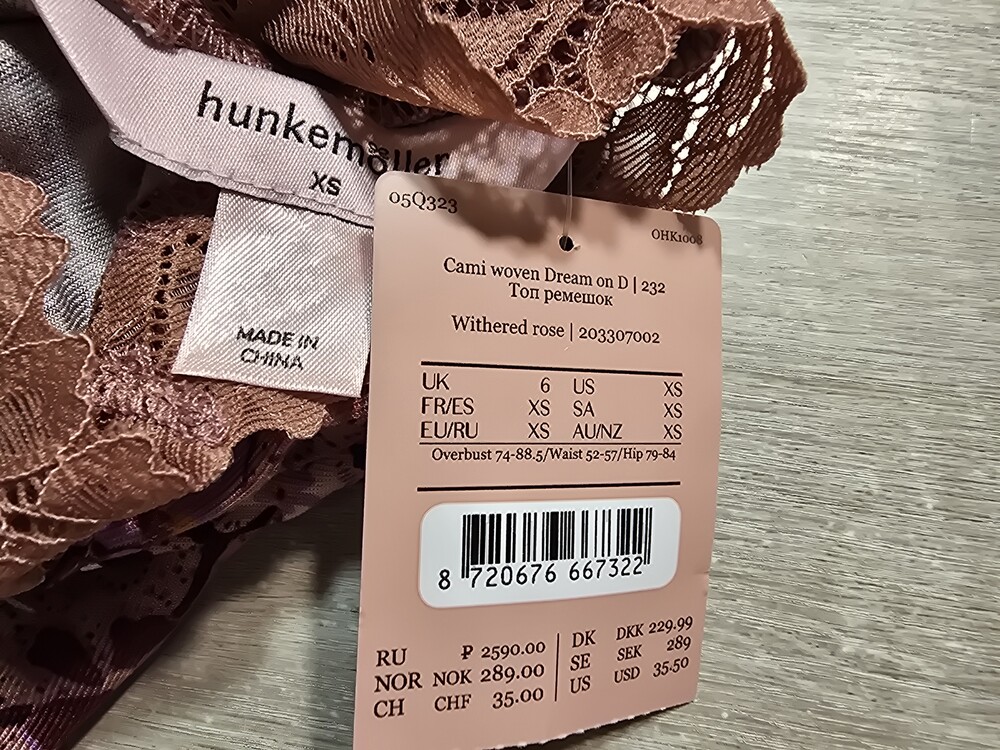 hunkemöller
XS
MADE IN
CHINA
05Q323
OHK1008
Cami woven Dream on D | 232
Топ ремешок
Withered rose | 203307002
UK 6 US XS
FR/ES XS SA XS
EU/RU XS AU/NZ XS
Overbust 74-88.5/Waist 52-57/Hip 79-84
8 720676 667322
RU ₽ 2590.00 DK DKK 229.99
NOR NOK 289.00 SE SEK 289
CH CHF 35.00 US USD 35.50